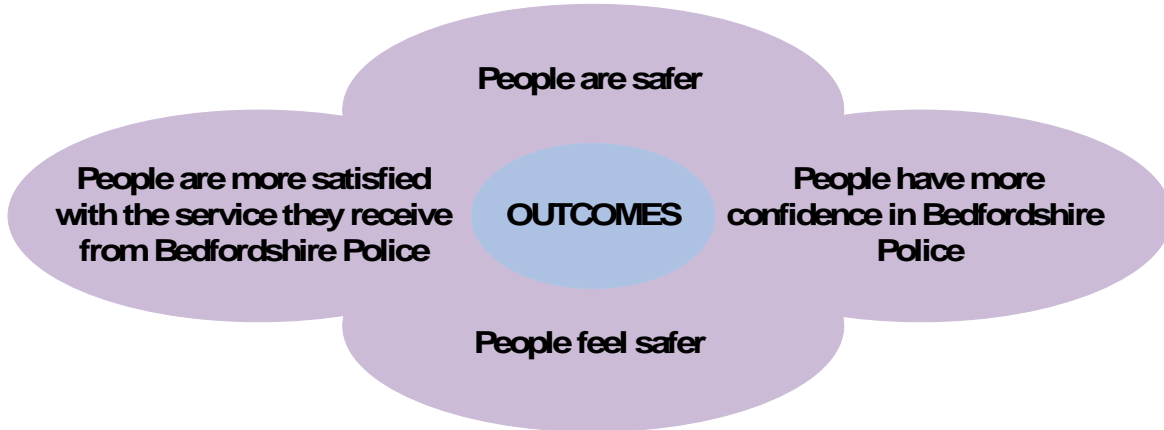 People are safer
People are more satisfied
with the service they receive
from Bedfordshire Police
OUTCOMES
People have more
confidence in Bedfordshire
Police
People feel safer